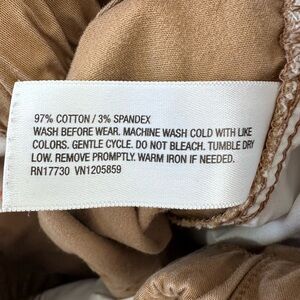 97% COTTON / 3% SPANDEX
WASH BEFORE WEAR. MACHINE WASH COLD WITH LIKE
COLORS. GENTLE CYCLE. DO NOT BLEACH. TUMBLE DRY
LOW. REMOVE PROMPTLY. WARM IRON IF NEEDED.
RN17730 VN1205859